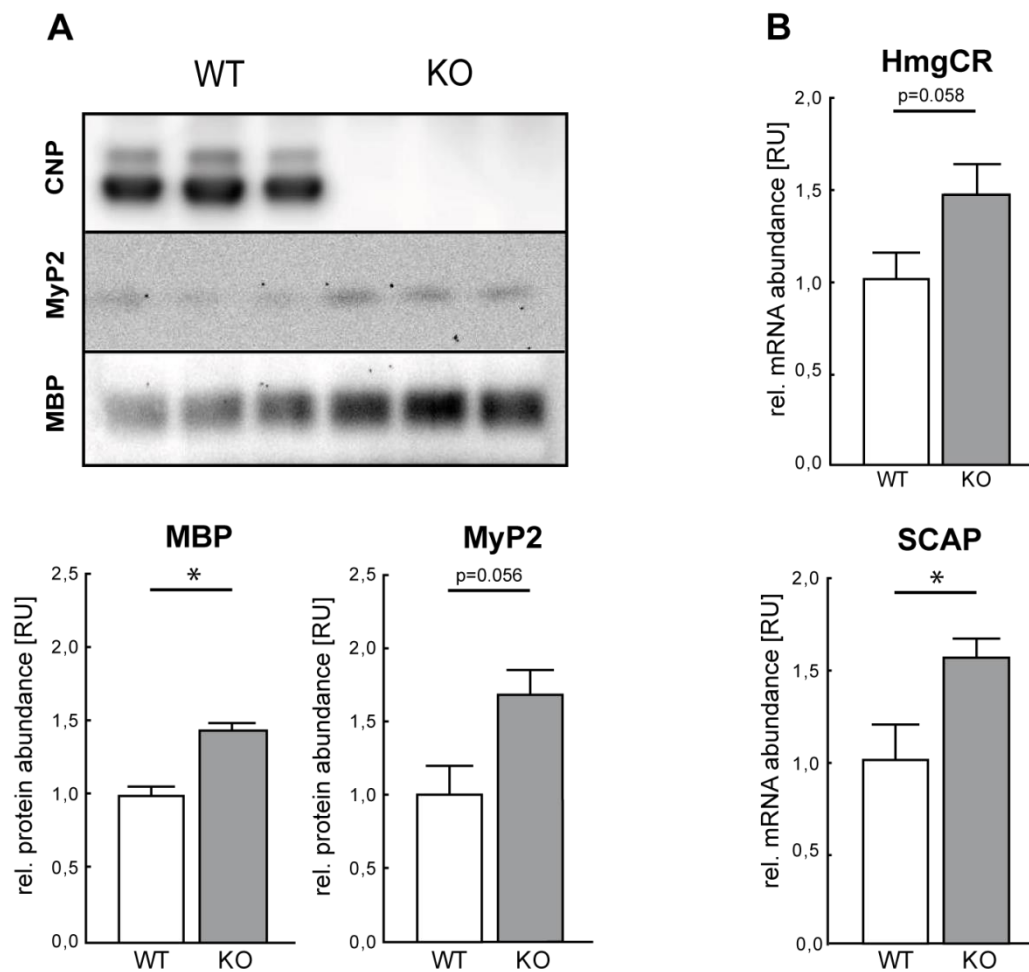 A
WT KO
CNP
MyP2
MBP
MBP
*
rel. protein abundance [RU]
2,5
2,0
1,5
1,0
0,5
0,0
WT KO
MyP2
p=0.056
rel. protein abundance [RU]
2,5
2,0
1,5
1,0
0,5
0,0
WT KO
B
HmgCR
p=0.058
rel. mRNA abundance [RU]
2,0
1,5
1,0
0,5
0,0
WT KO
SCAP
*
rel. mRNA abundance [RU]
2,0
1,5
1,0
0,5
0,0
WT KO